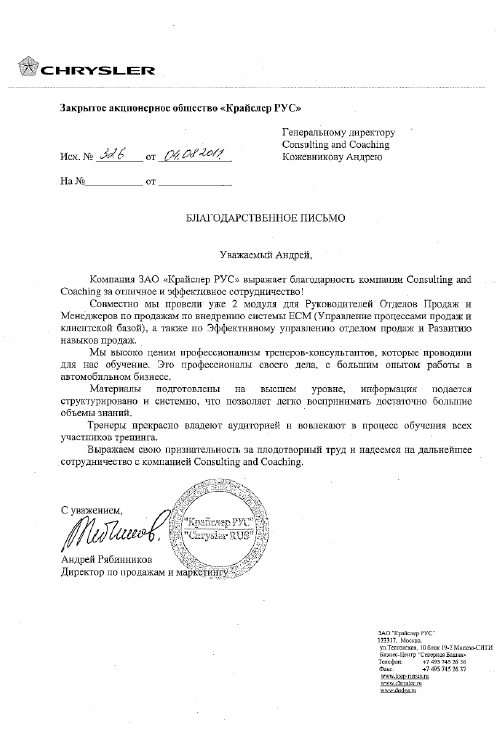 CHRYSLER
Закрытое акционерное общество «Крайслер РУС»
Генеральному директору
Consulting and Coaching
Кожевникову Андрею
Исх. № 326 от 04.08.2011.
На № от
БЛАГОДАРСТВЕННОЕ ПИСЬМО
Уважаемый Андрей,
Компания ЗАО «Крайслер РУС» выражает благодарность компании Consulting and
Coaching за отличное и эффективное сотрудничество!
Совместно мы провели уже 2 модуля для Руководителей Отделов Продаж и
Менеджеров по продажам по внедрению системы ЕСМ (Управление процессами продаж и
клиентской базой), а также по Эффективному управлению отделом продаж и Развитию
навыков продаж.
Мы высоко ценим профессионализм тренеров-консультантов, которые проводили
для нас обучение. Это профессионалы своего дела, с большим опытом работы в
автомобильном бизнесе.
Материалы подготовлены на высшем уровне, информация подается
структурировано и системно, что позволяет легко воспринимать достаточно большие
объемы знаний.
Тренеры прекрасно владеют аудиторией и вовлекают в процесс обучения всех
участников тренинга.
Выражаем свою признательность за плодотворный труд и надеемся на дальнейшее
сотрудничество с компанией Consulting and Coaching.
С уважением,
"Крайслер РУС"
"Chrysler RUS"
Андрей Рябинников
Директор по продажам и маркетингу
ЗАО "Крайслер РУС"
123317, Москва,
ул.Тестовская, 10 блок 19-2 Москва-СИТИ
Бизнес-Центр "Северная Башня"
Телефон: +7 495 745 26 36
Факс: +7 495 745 26 37
www.jeep-russia.ru
www.chrysler.ru
www.dodge.ru